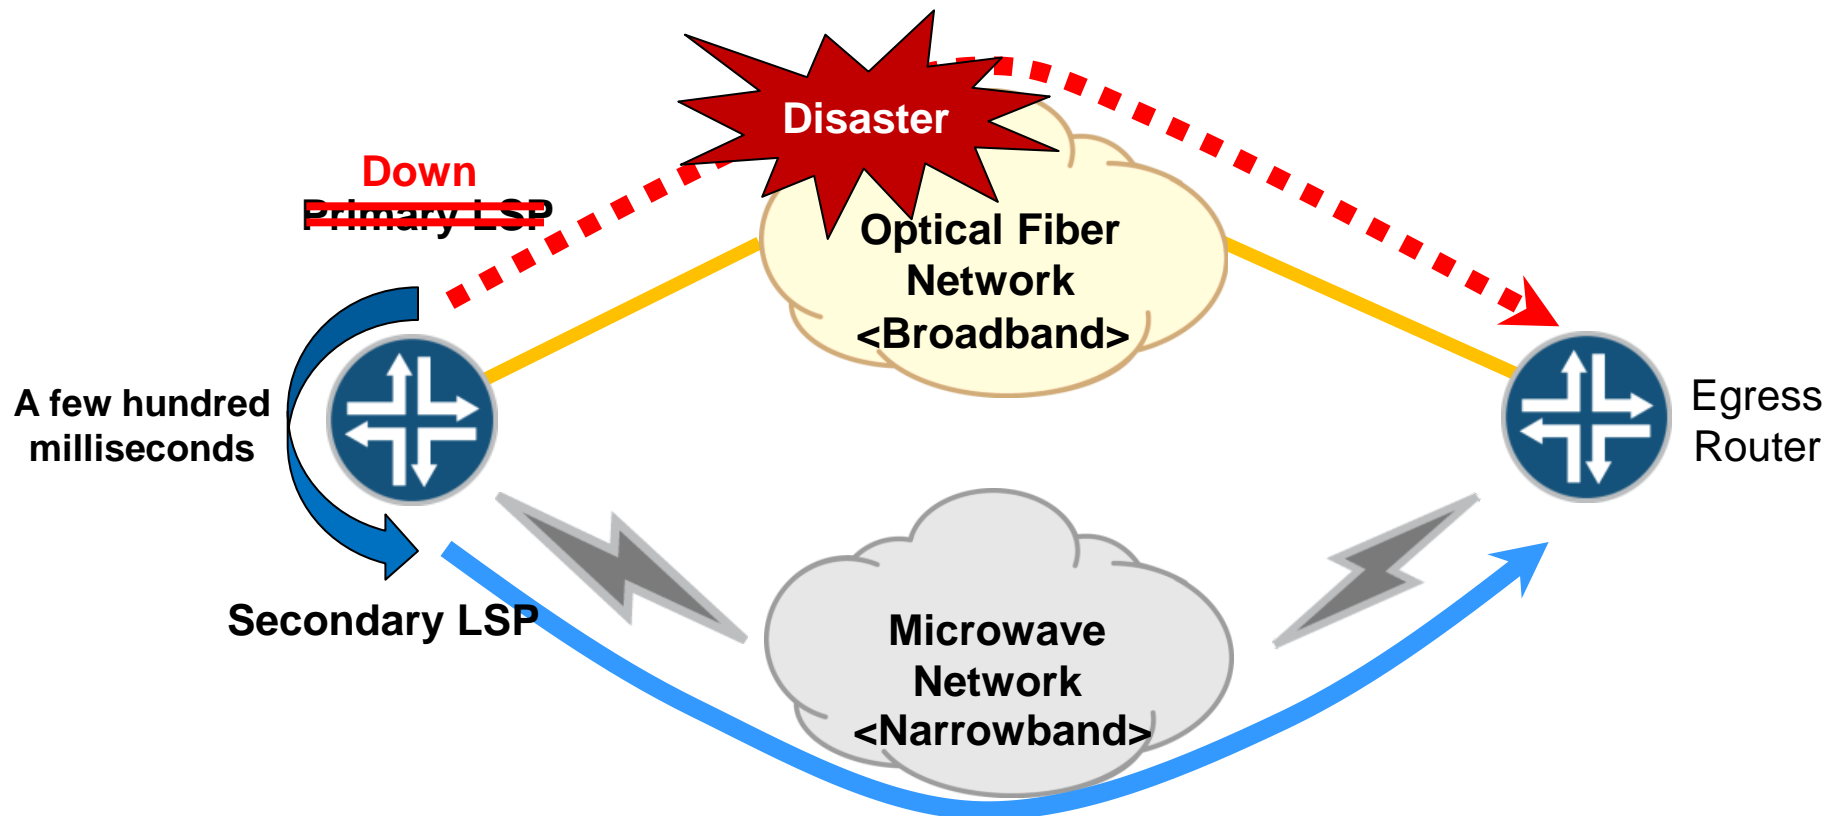 Disaster
Down
Primary LSP
Optical Fiber
Network
<Broadband>
A few hundred
milliseconds
Egress
Router
Secondary LSP
Microwave
Network
<Narrowband>